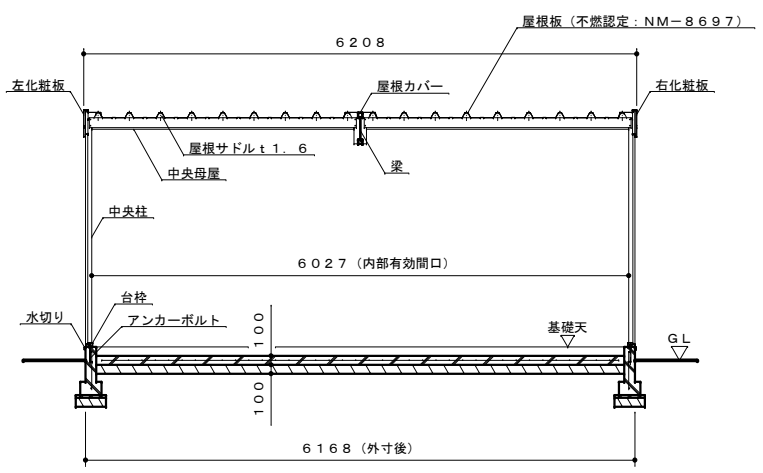 屋根板（不燃認定：ＮＭ－８６９７）
６２０８
左化粧板
屋根カバー
右化粧板
屋根サドルｔ１．６
梁
中央母屋
中央柱
６０２７（内部有効間口）
台枠
水切り
アンカーボルト
１００
基礎天
ＧＬ
１００
６１６８（外寸後）